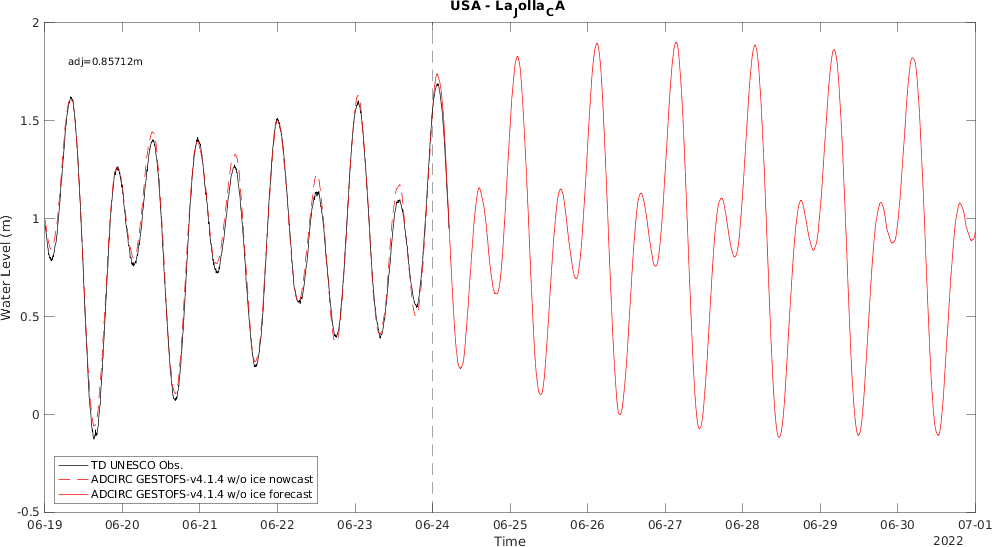 USA - LaJollaCA
adj=0.85712m
2
1.5
1
0.5
0
-0.5
Water Level (m)
TD UNESCO Obs.
ADCIRC GESTOFS-v4.1.4 w/o ice nowcast
ADCIRC GESTOFS-v4.1.4 w/o ice forecast
06-19 06-20 06-21 06-22 06-23 06-24 06-25 06-26 06-27 06-28 06-29 06-30 07-01
Time
2022